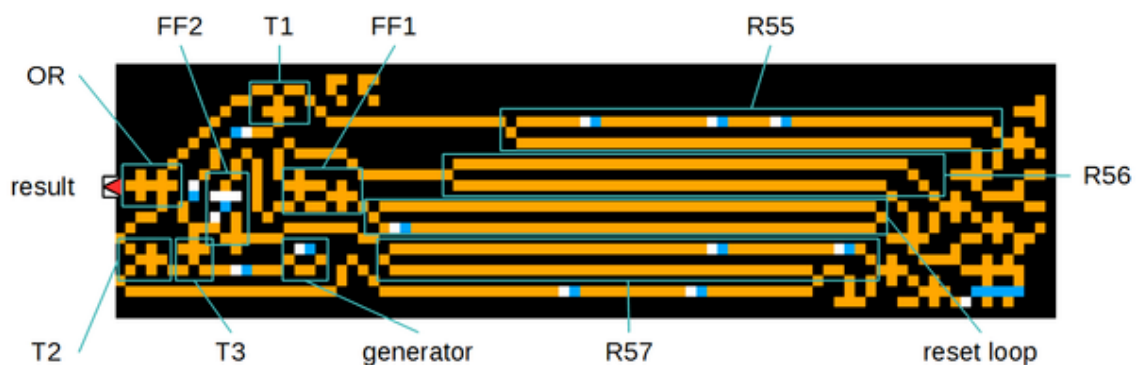 FF2 T1 FF1 R55
OR
result
R56
T2 T3 generator R57 reset loop